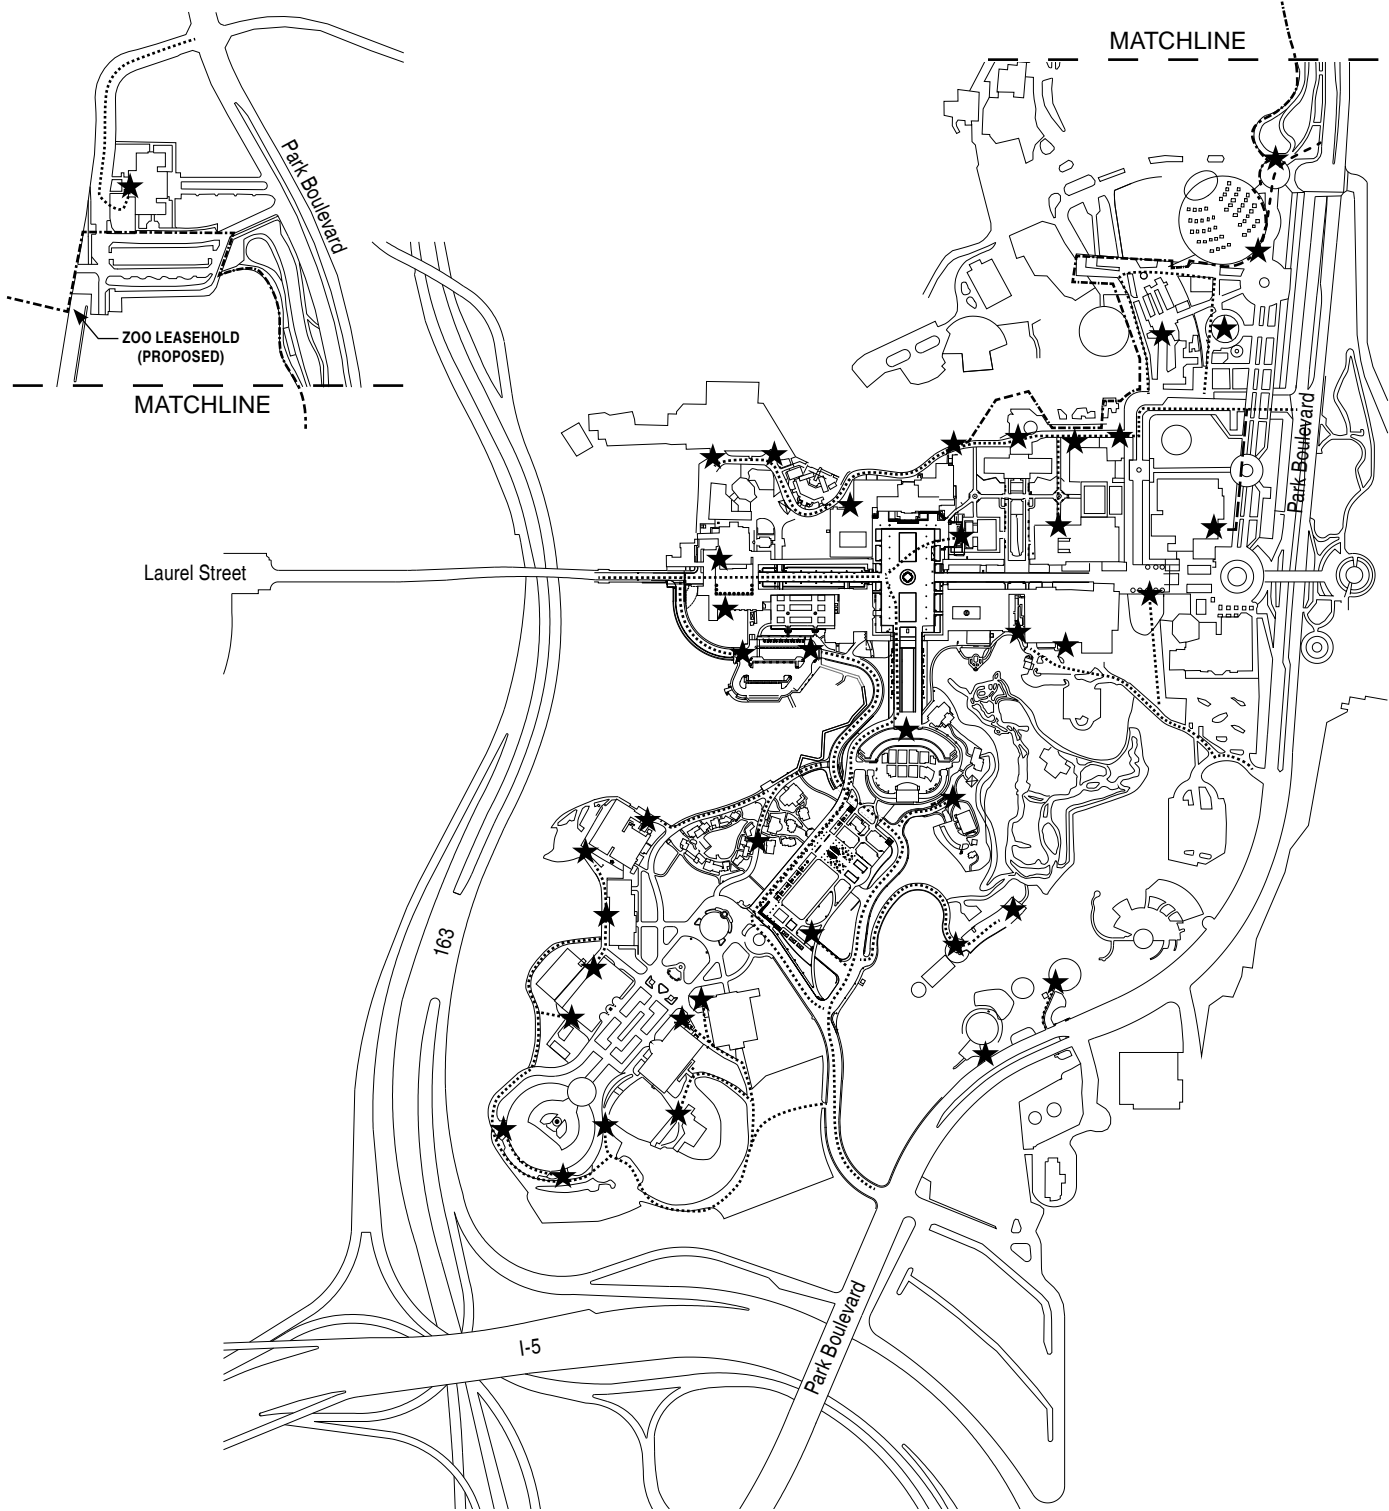 MATCHLINE
Park Boulevard
ZOO LEASEHOLD
(PROPOSED)
MATCHLINE
Park Boulevard
Laurel Street
163
I-5
Park Boulevard